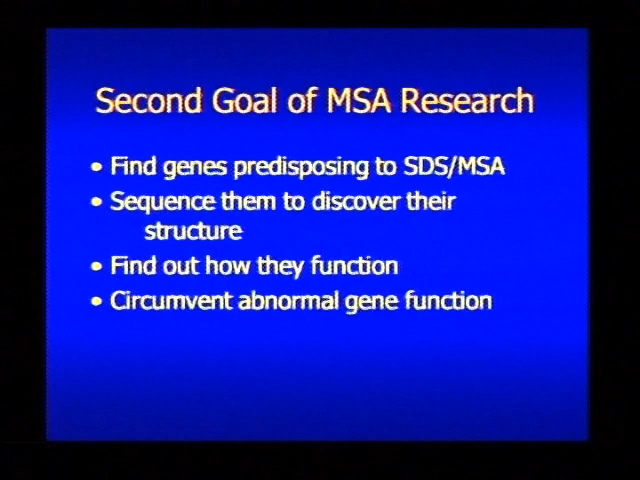 Second Goal of MSA Research
• Find genes predisposing to SDS/MSA
• Sequence them to discover their
structure
• Find out how they function
• Circumvent abnormal gene function